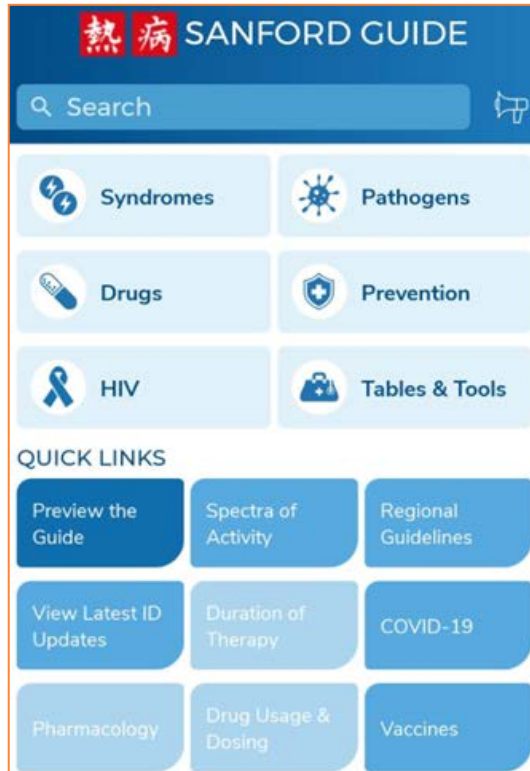 熱病 SANFORD GUIDE
Search
Syndromes
Pathogens
Drugs
Prevention
HIV
Tables & Tools
QUICK LINKS
Preview the
Guide
Spectra of
Activity
Regional
Guidelines
View Latest ID
Updates
Duration of
Therapy
COVID-19
Pharmacology
Drug Usage &
Dosing
Vaccines